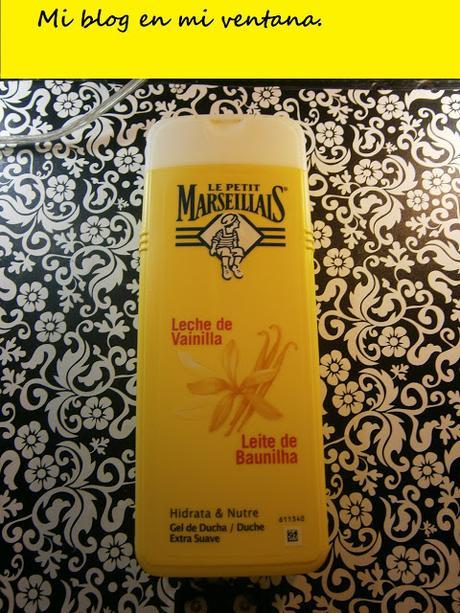 Mi blog en mi ventana.
LE PETIT
MARSEILLAIS
Leche de
Vainilla
Leite de
Baunilha
Hidrata & Nutre
Gel de Ducha / Duche
Extra Suave
611540